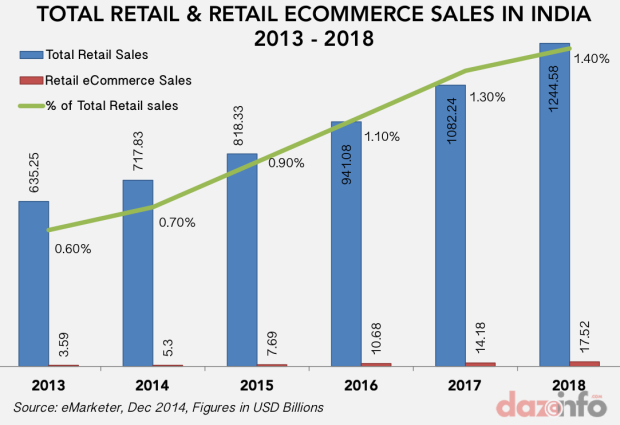 TOTAL RETAIL & RETAIL ECOMMERCE SALES IN INDIA
2013 - 2018
Total Retail Sales
Retail eCommerce Sales
% of Total Retail sales
635.25
717.83
818.33
941.08
1082.24
1244.58
0.60%
0.70%
0.90%
1.10%
1.30%
1.40%
3.59
5.3
7.69
10.68
14.18
17.52
2013 2014 2015 2016 2017 2018
Source: eMarketer, Dec 2014, Figures in USD Billions
dazeinfo